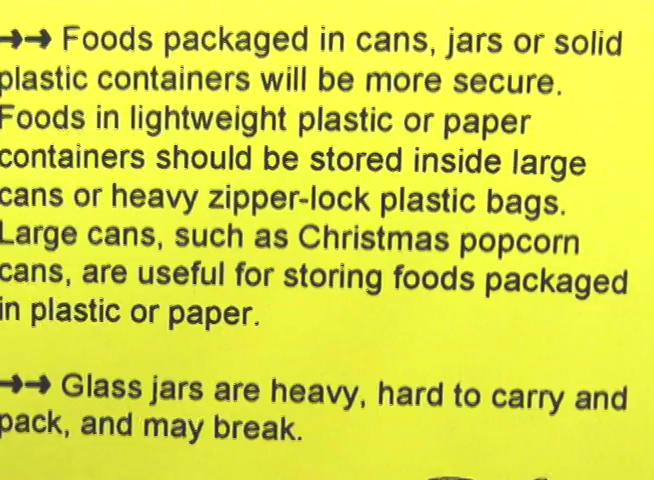 →→ Foods packaged in cans, jars or solid
plastic containers will be more secure.
Foods in lightweight plastic or paper
containers should be stored inside large
cans or heavy zipper-lock plastic bags.
Large cans, such as Christmas popcorn
cans, are useful for storing foods packaged
in plastic or paper.
→→ Glass jars are heavy, hard to carry and
pack, and may break.